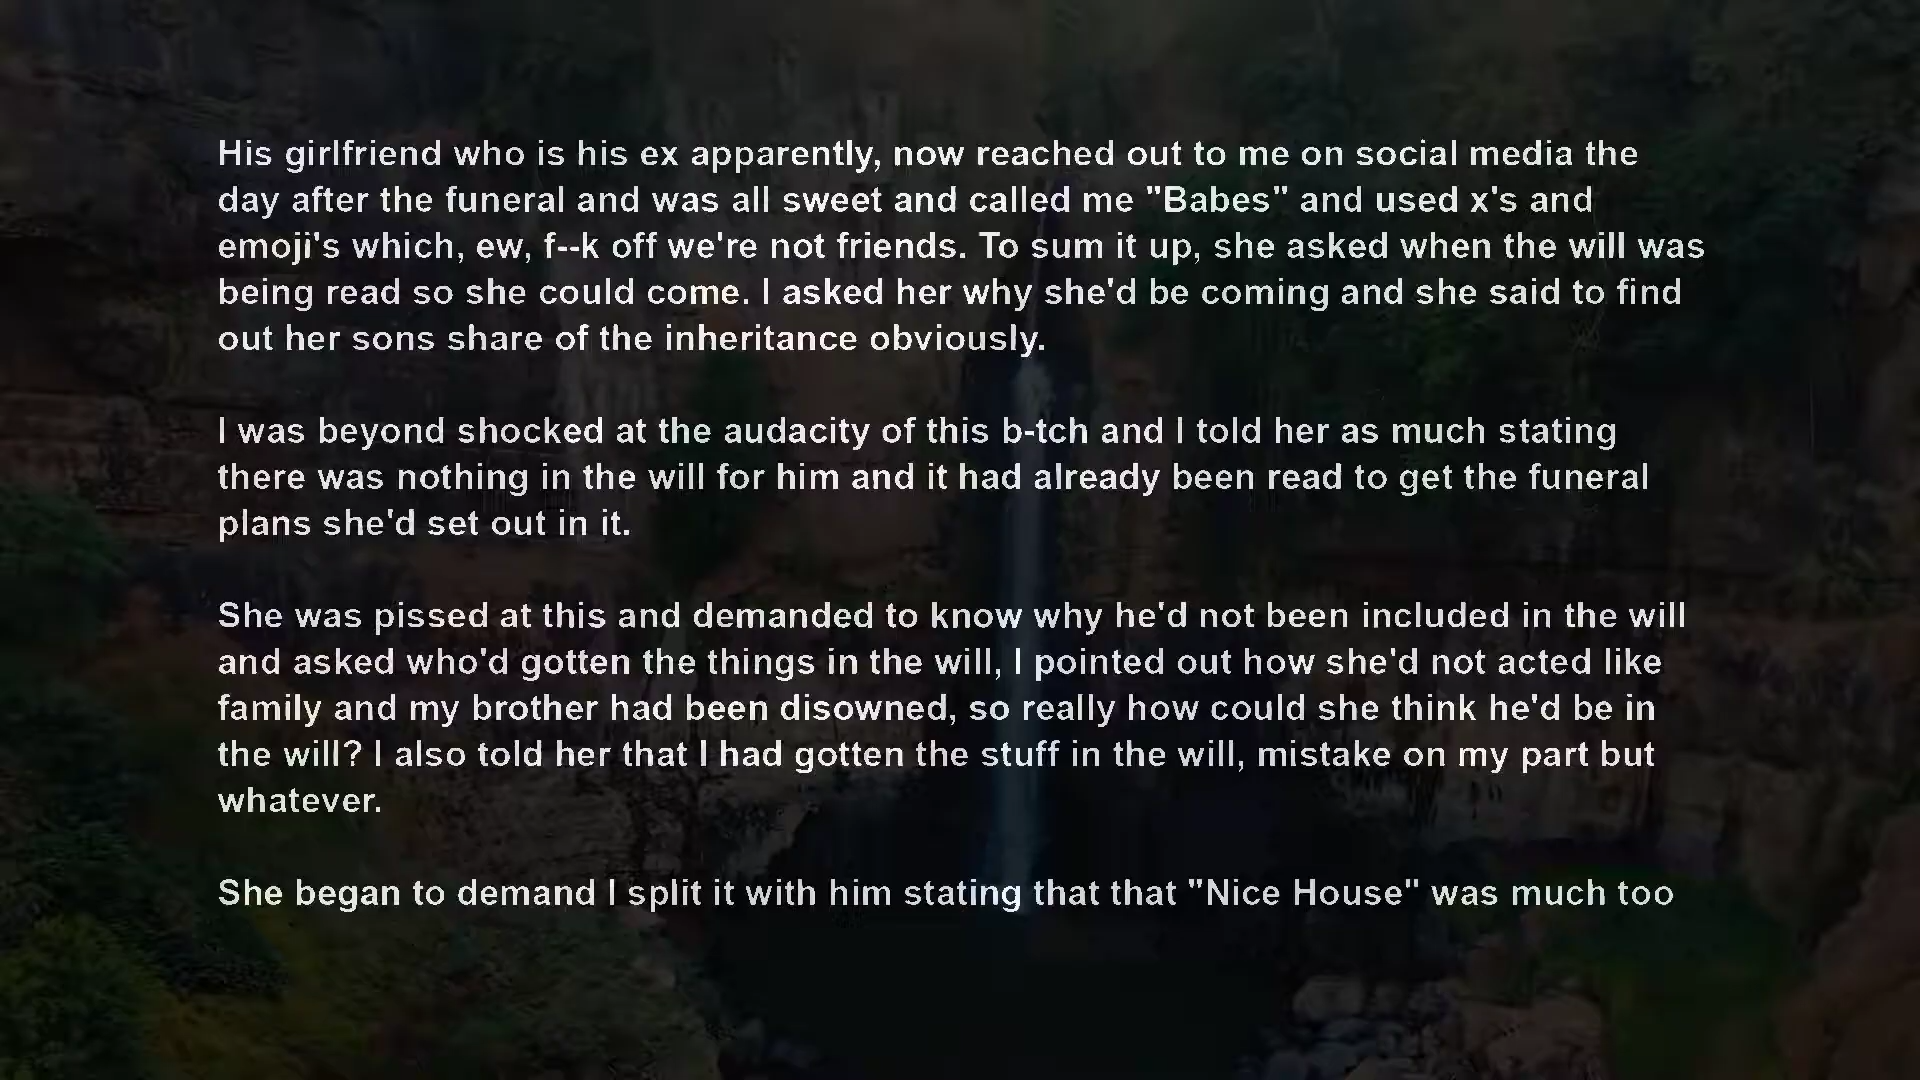 His girlfriend who is his ex apparently, now reached out to me on social media the
day after the funeral and was all sweet and called me "Babes" and used x's and
emoji's which, ew, f--k off we're not friends. To sum it up, she asked when the will was
being read so she could come. I asked her why she'd be coming and she said to find
out her sons share of the inheritance obviously.
I was beyond shocked at the audacity of this b-tch and I told her as much stating
there was nothing in the will for him and it had already been read to get the funeral
plans she'd set out in it.
She was pissed at this and demanded to know why he'd not been included in the will
and asked who'd gotten the things in the will, I pointed out how she'd not acted like
family and my brother had been disowned, so really how could she think he'd be in
the will? I also told her that I had gotten the stuff in the will, mistake on my part but
whatever.
She began to demand I split it with him stating that that "Nice House" was much too